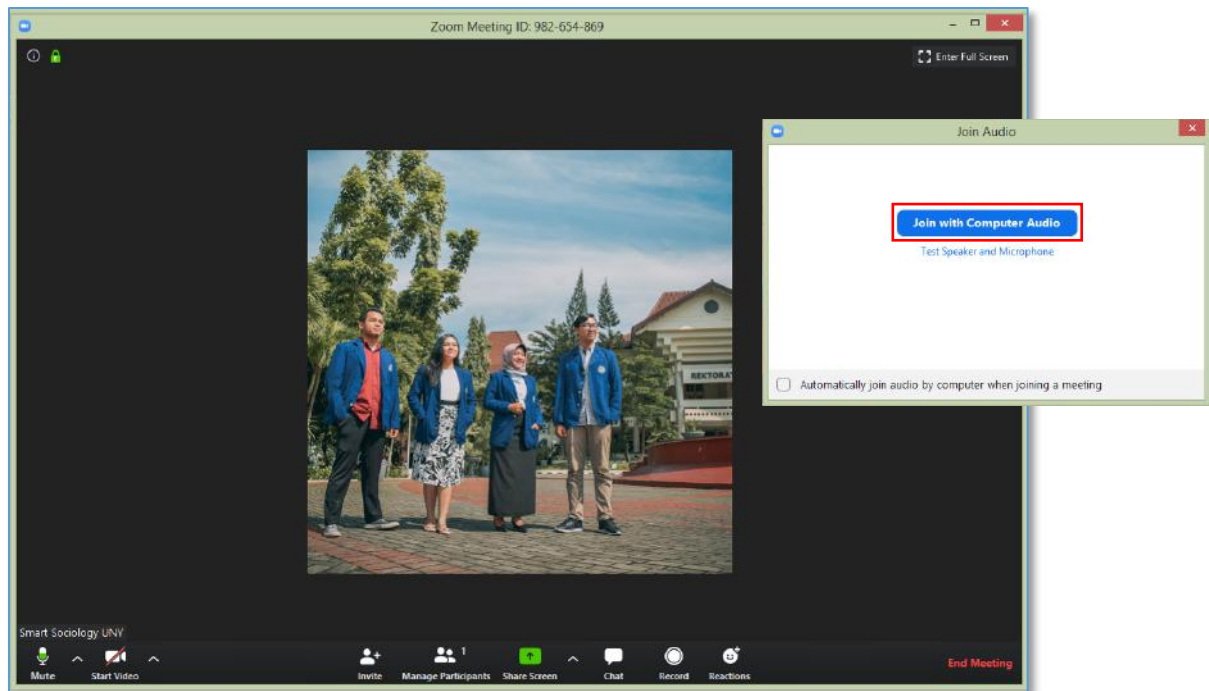 Zoom Meeting ID: 982-654-869
Enter Full Screen
Join Audio
Join with Computer Audio
Test Speaker and Microphone
Automatically join audio by computer when joining a meeting
REKTORAT
Smart Sociology UNY
Mute
Start Video
Invite
1
Manage Participants
Share Screen
Chat
Record
Reactions
End Meeting